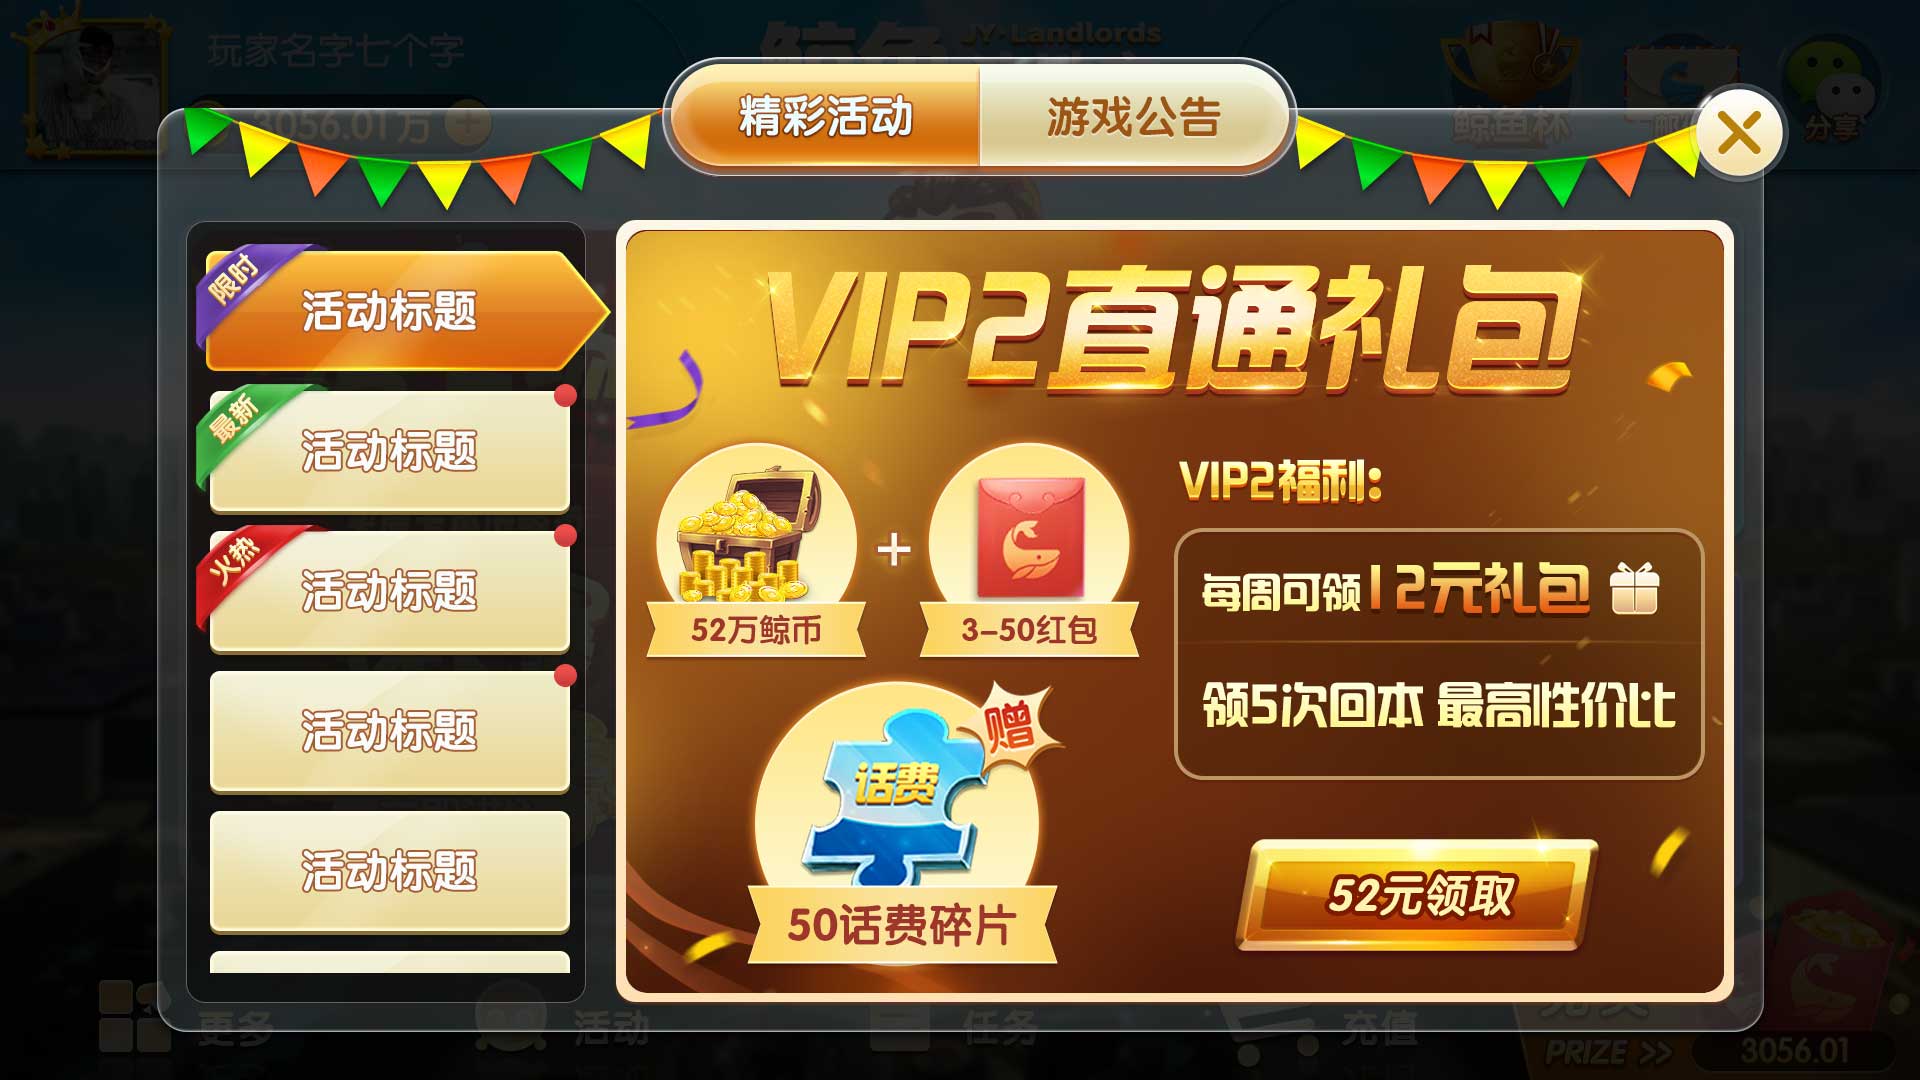 玩家名字七个字
JY·Landlords
3056.01万
鲸鱼杯
分享
精彩活动
游戏公告
限时
活动标题
最新
活动标题
火热
活动标题
活动标题
活动标题
VIP2直通礼包
52万鲸币
+
3-50红包
话费
赠
50话费碎片
VIP2福利:
每周可领12元礼包
领5次回本 最高性价比
52元领取
更多
活动
任务
充值
PRIZE >>
3056.01